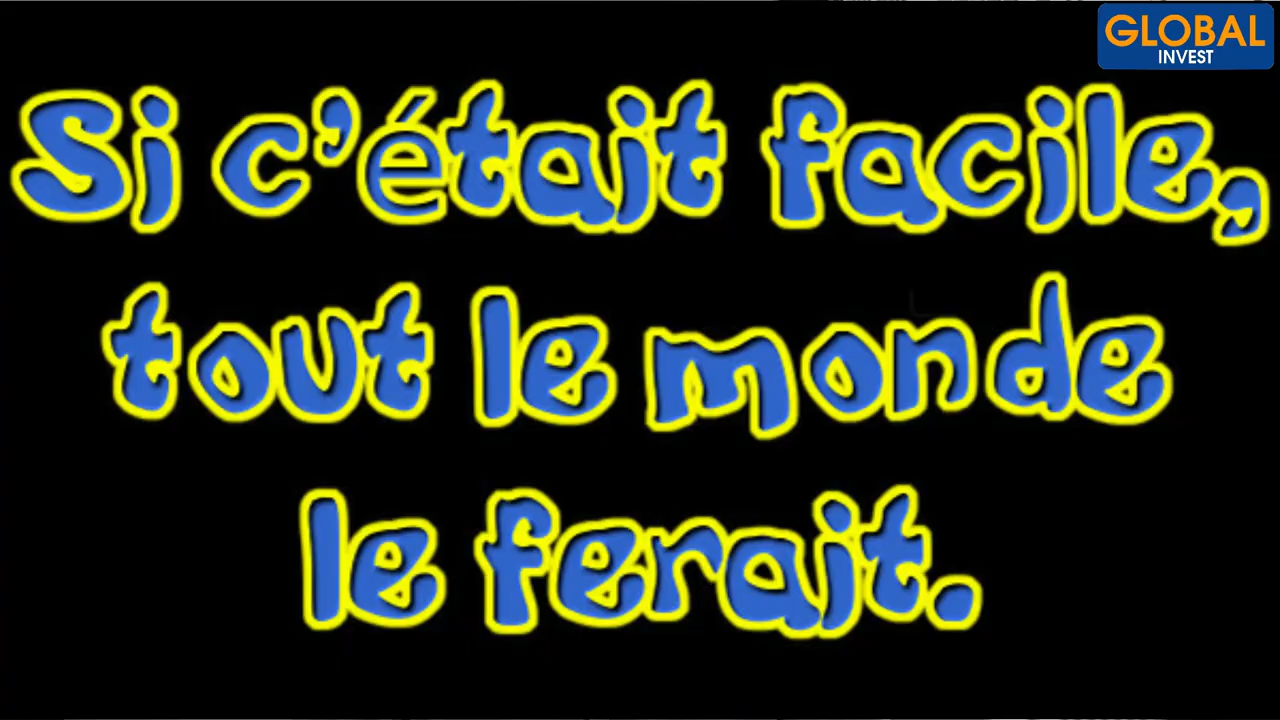 GLOBAL
INVEST
Si c'était facile,
tout le monde
le ferait.